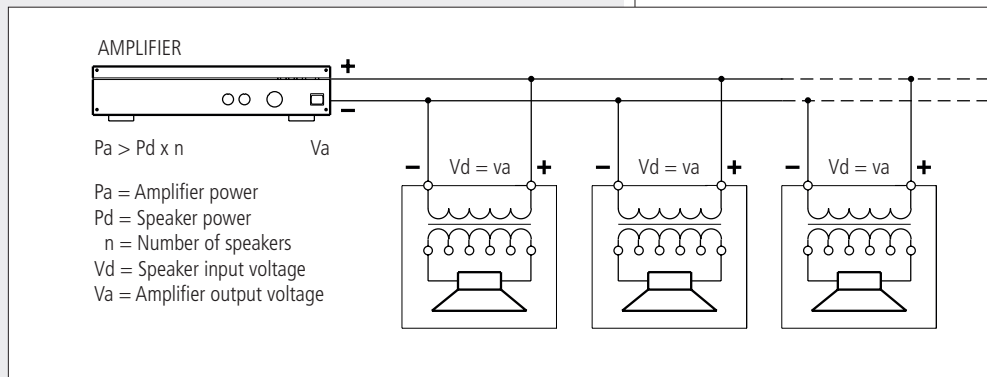 AMPLIFIER
+
−
Pa > Pd x n Va
− Vd = va + − Vd = va + − Vd = va +
Pa = Amplifier power
Pd = Speaker power
n = Number of speakers
Vd = Speaker input voltage
Va = Amplifier output voltage